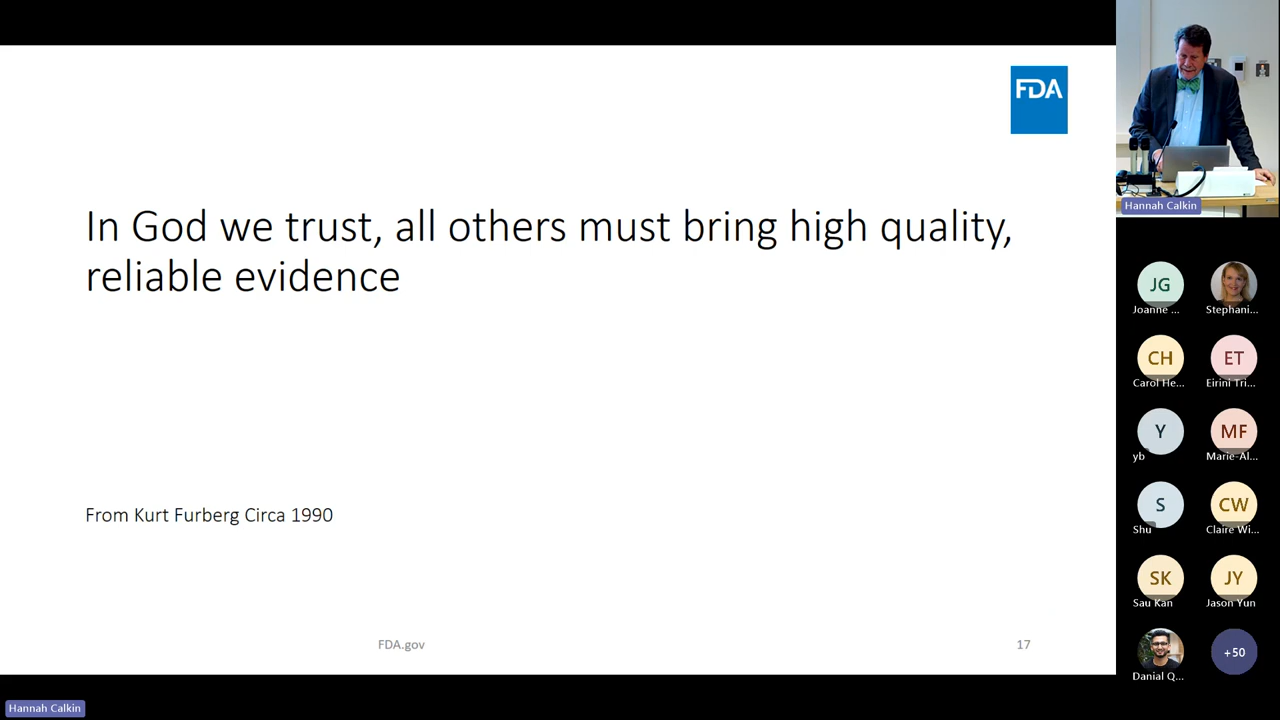 FDA
In God we trust, all others must bring high quality,
reliable evidence
From Kurt Furberg Circa 1990
FDA.gov
17
Hannah Calkin
JG
Joanne ...
Stephani...
CH
Carol He...
ET
Eirini Tri...
Y
yb
MF
Marie-Al...
S
Shu
CW
Claire Wi...
SK
Sau Kan
JY
Jason Yun
Danial Q...
+50
Hannah Calkin